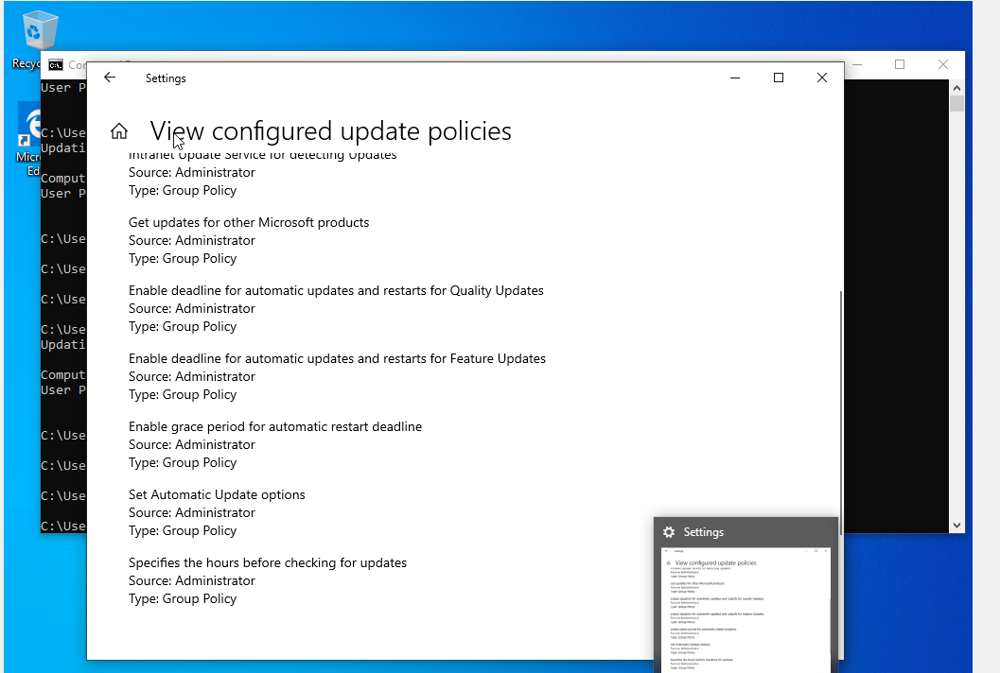 Recyc
Con
User P
C:\Use
Updati
Micr
Ed
Comput
User P
C:\Use
C:\Use
C:\Use
C:\Use
Updati
Comput
User P
C:\Use
C:\Use
C:\Use
C:\Use
Settings
View configured update policies
Intranet Update Service for detecting Updates
Source: Administrator
Type: Group Policy
Get updates for other Microsoft products
Source: Administrator
Type: Group Policy
Enable deadline for automatic updates and restarts for Quality Updates
Source: Administrator
Type: Group Policy
Enable deadline for automatic updates and restarts for Feature Updates
Source: Administrator
Type: Group Policy
Enable grace period for automatic restart deadline
Source: Administrator
Type: Group Policy
Set Automatic Update options
Source: Administrator
Type: Group Policy
Specifies the hours before checking for updates
Source: Administrator
Type: Group Policy
Settings
Settings
View configured update policies